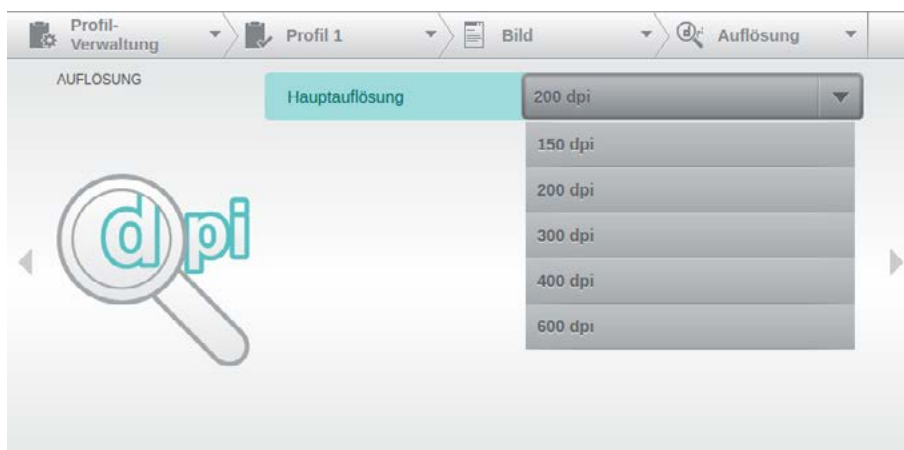 Profil-
Verwaltung
Profil 1
Bild
Auflösung
AUFLÖSUNG
Hauptauflösung
200 dpi
150 dpi
200 dpi
300 dpi
400 dpi
600 dpi
dpi